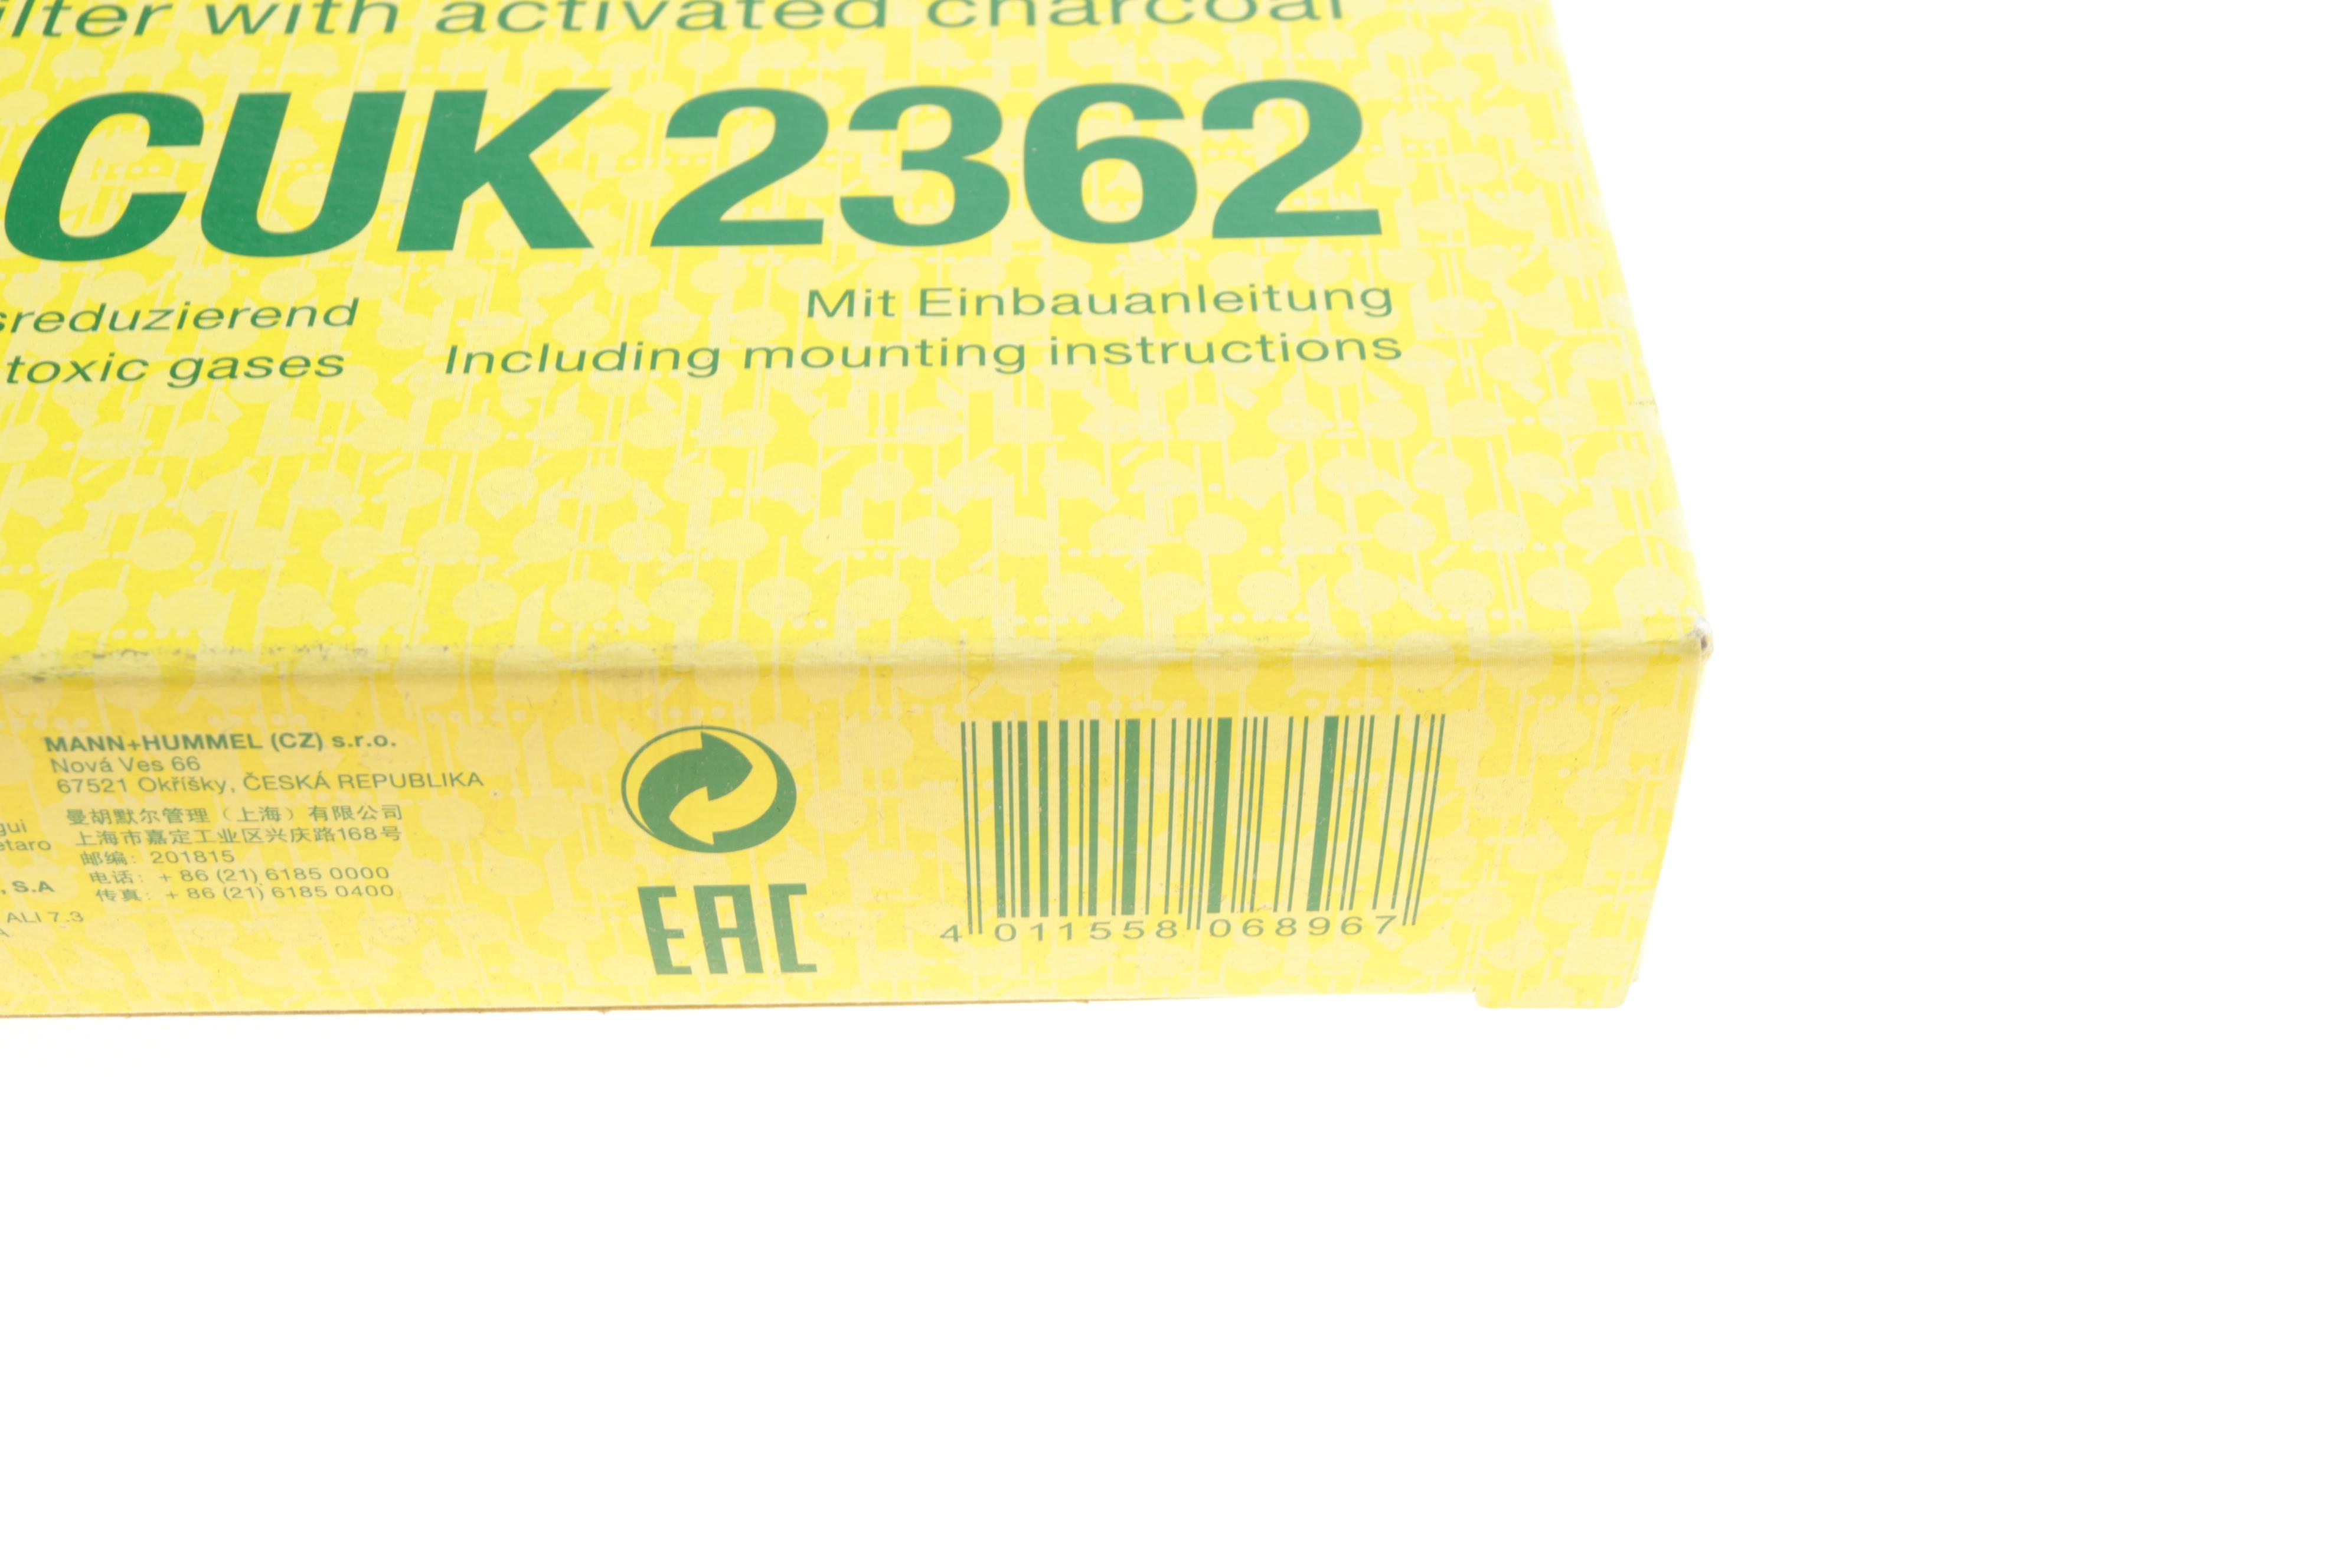 with activated charcoal
CUK 2362
Mit Einbauanleitung
toxic gases
Including mounting instructions
MANN+HUMMEL (CZ) s.r.o.
Nová Ves 66
67521 Okříšky, ČESKÁ REPUBLIKA
曼胡默尔管理（上海）有限公司
上海市嘉定工业区兴庆路168号
邮编: 201815
电话: + 86 (21) 6185 0000
传真: + 86 (21) 6185 0400
S.A
ALI 7.3
EAC
4 011558 068967